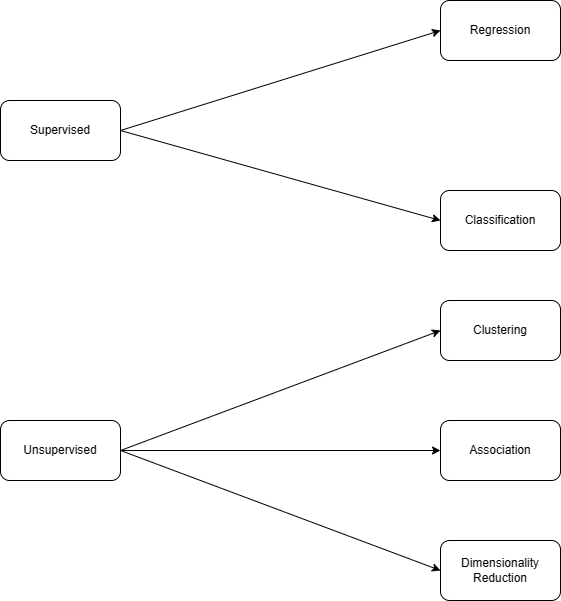 Regression
Supervised
Classification
Clustering
Unsupervised
Association
Dimensionality
Reduction